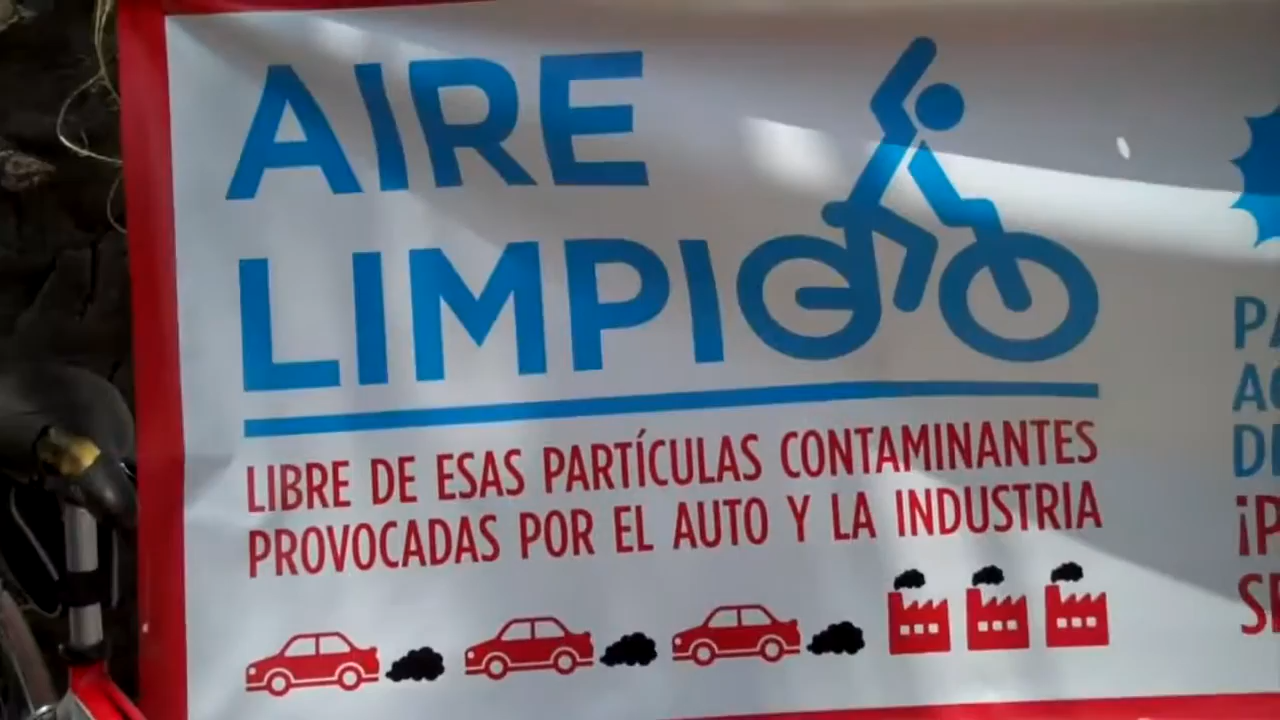 AIRE
LIMPIO
LIBRE DE ESAS PARTÍCULAS CONTAMINANTES
PROVOCADAS POR EL AUTO Y LA INDUSTRIA